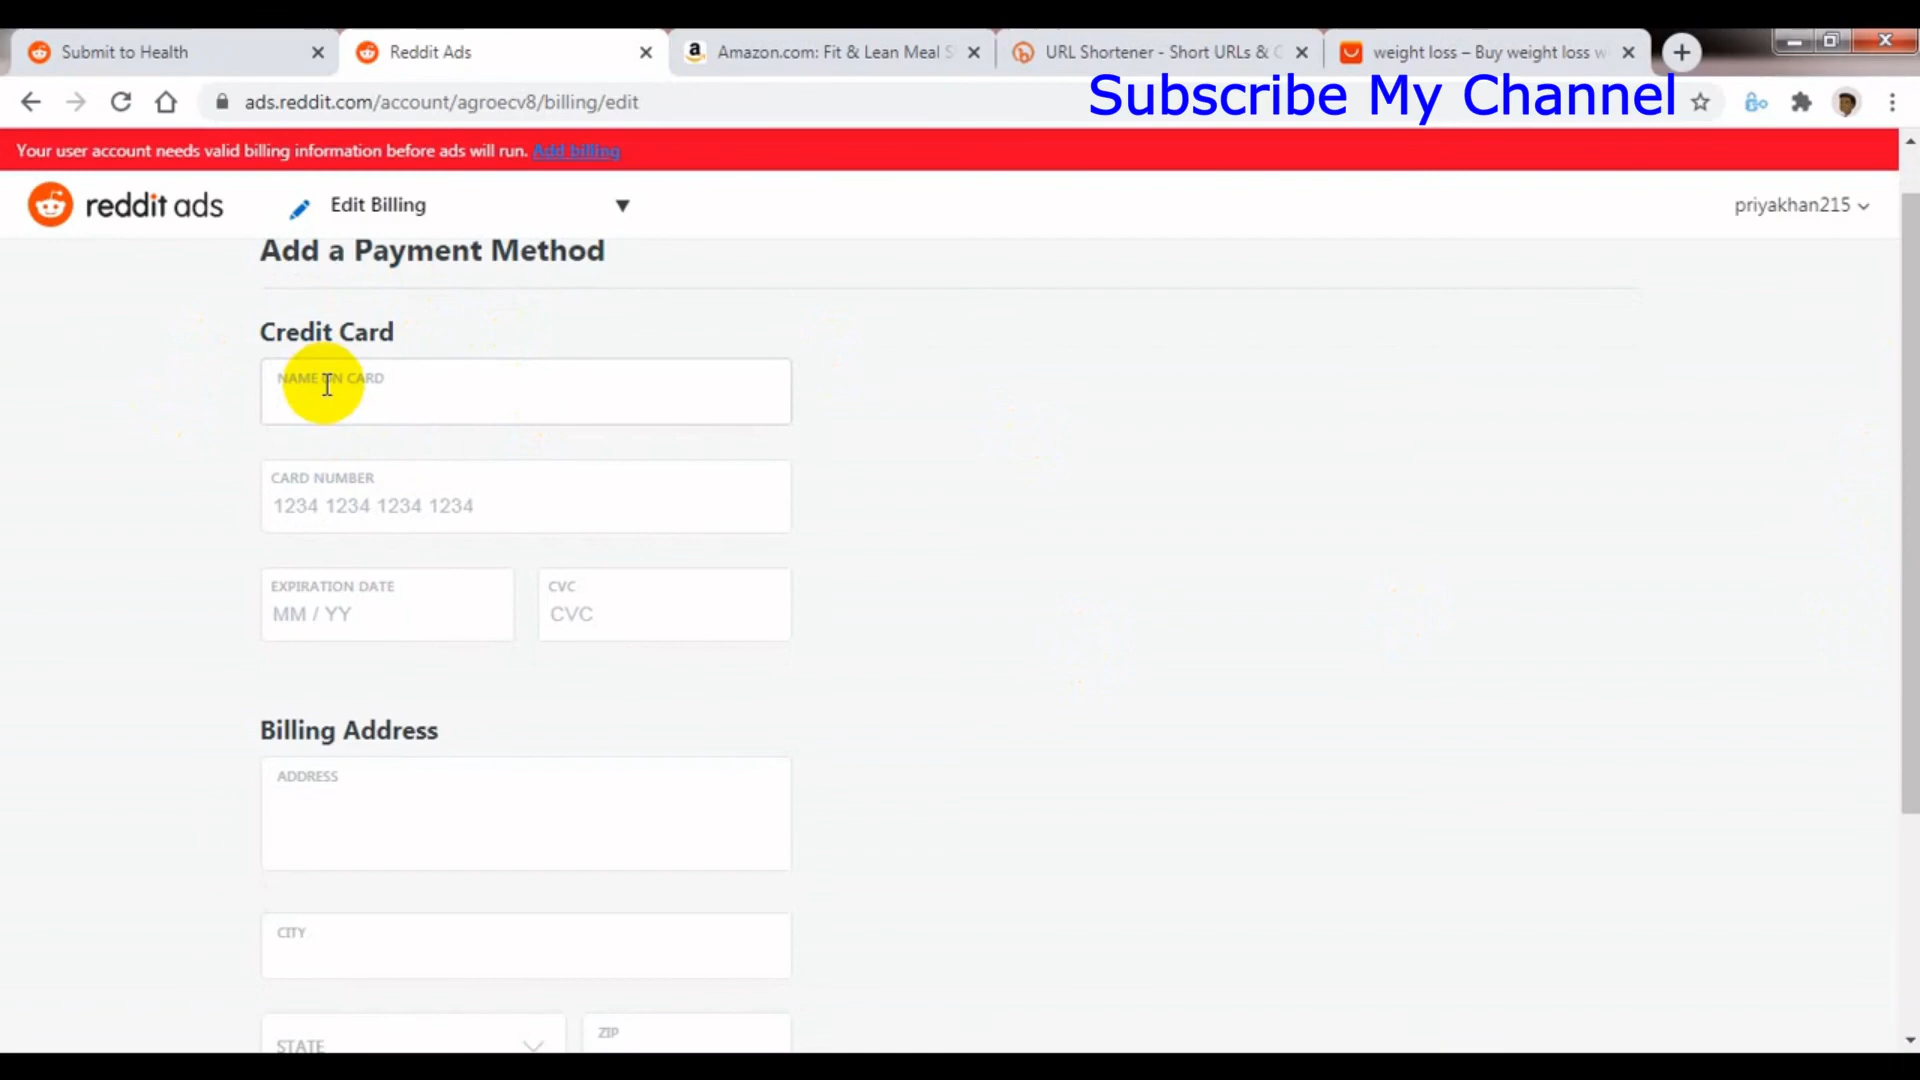 Submit to Health
Reddit Ads
Amazon.com: Fit & Lean Meal S
URL Shortener - Short URLs & C
weight loss – Buy weight loss w
ads.reddit.com/account/agroecv8/billing/edit
Subscribe My Channel
Your user account needs valid billing information before ads will run. Add billing
reddit ads
Edit Billing
priyakhan215
Add a Payment Method
Credit Card
NAME ON CARD
CARD NUMBER
1234 1234 1234 1234
EXPIRATION DATE
MM / YY
CVC
CVC
Billing Address
ADDRESS
CITY
STATE
ZIP